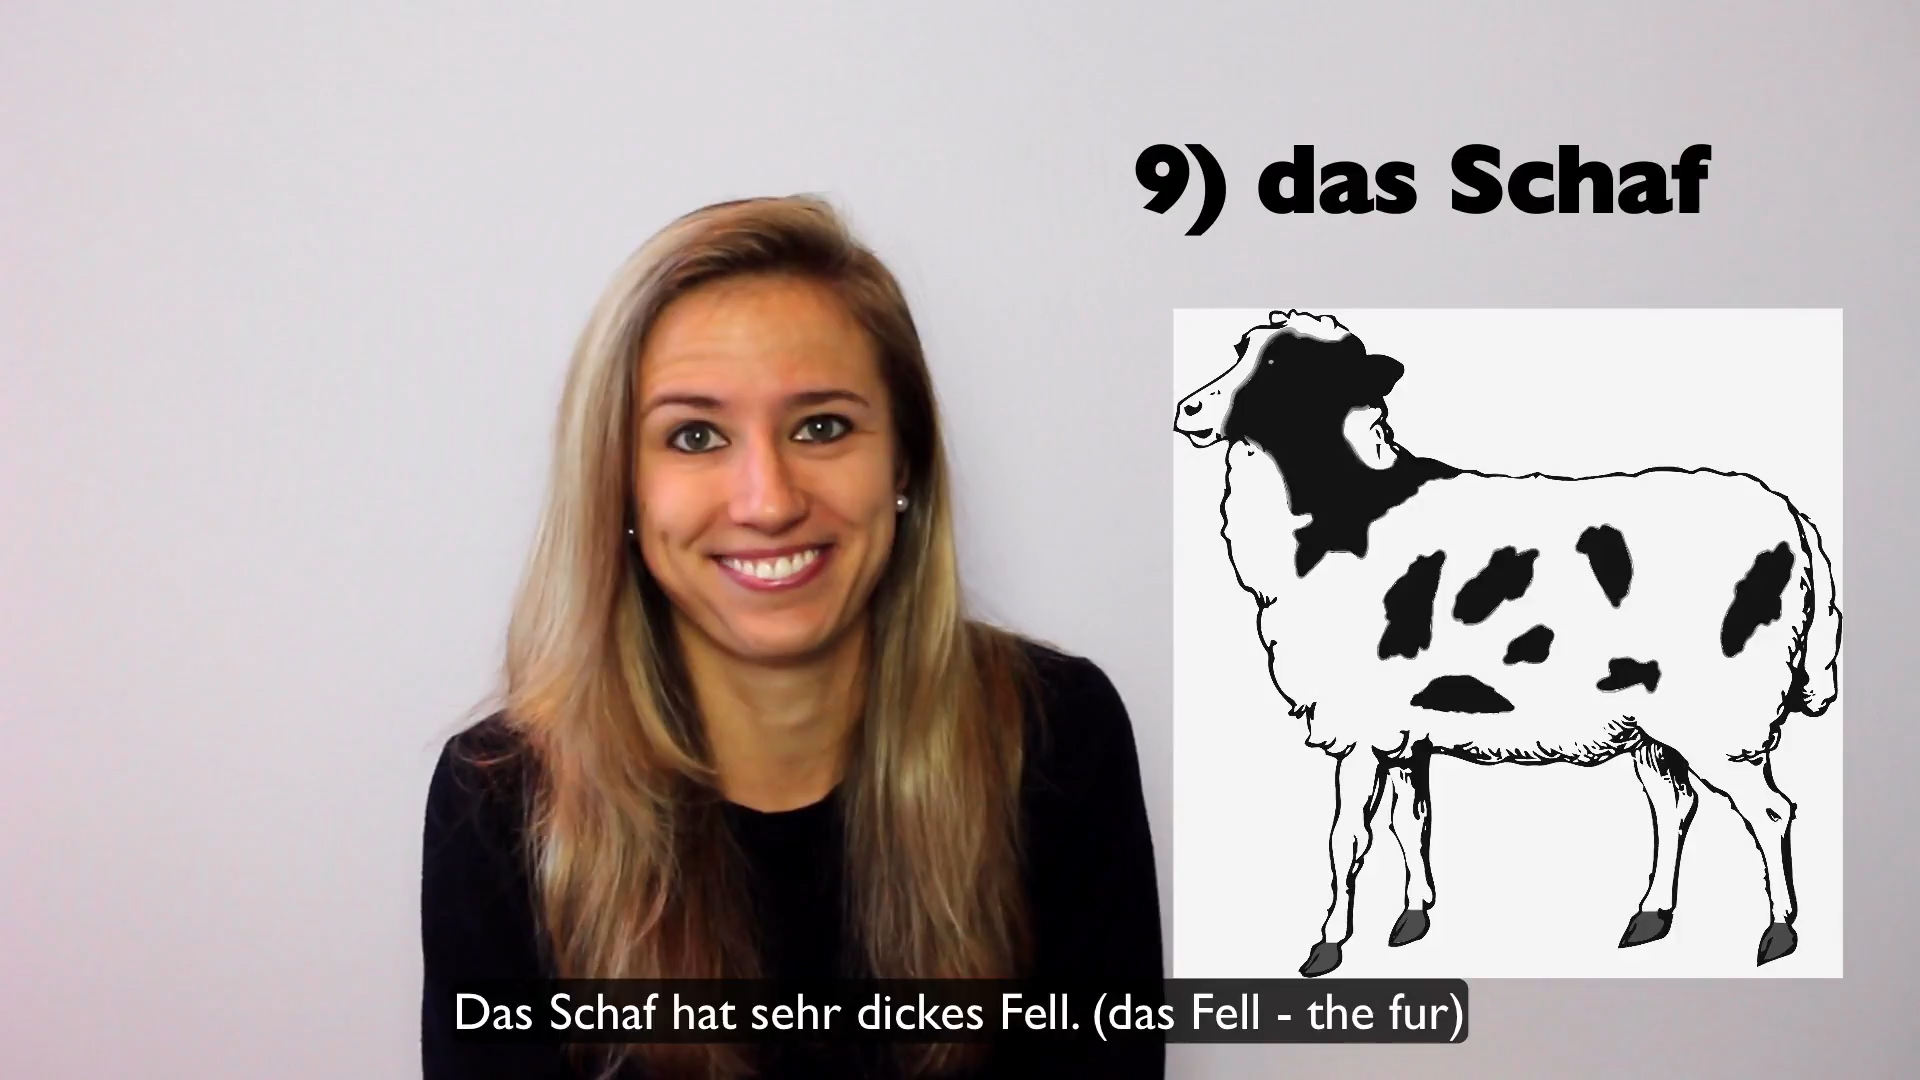 9) das Schaf
Das Schaf hat sehr dickes Fell. (das Fell - the fur)